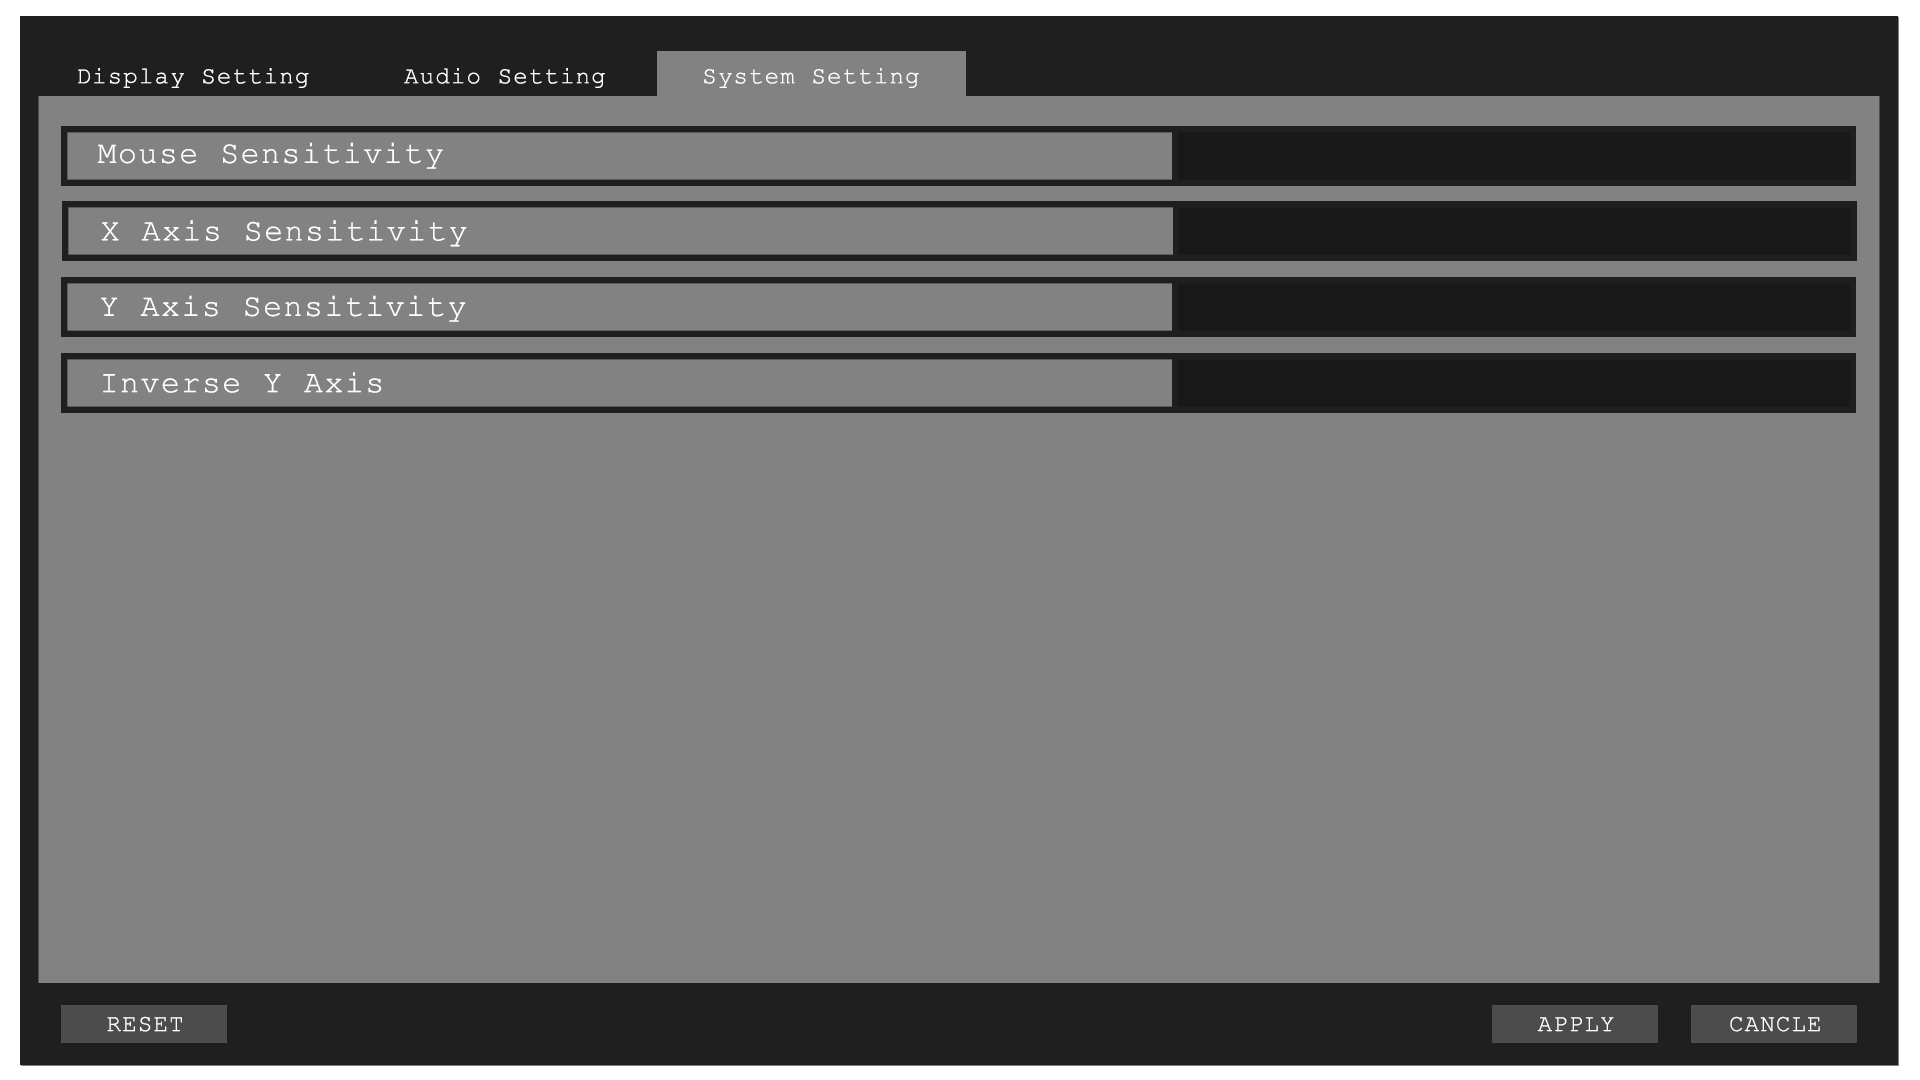 Display Setting Audio Setting System Setting
Mouse Sensitivity
X Axis Sensitivity
Y Axis Sensitivity
Inverse Y Axis
RESET APPLY CANCLE